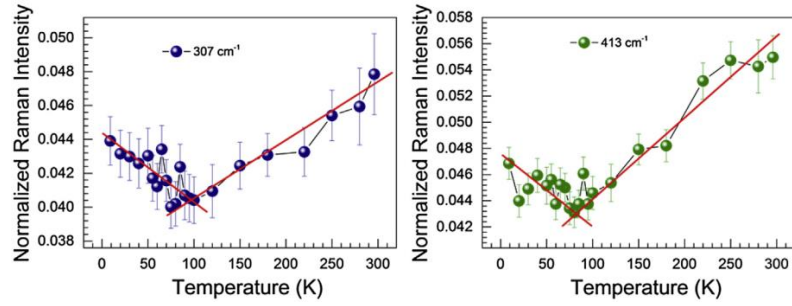 Normalized Raman Intensity
0.050
0.048
0.046
0.044
0.042
0.040
0.038
307 cm⁻¹
0 50 100 150 200 250 300
Temperature (K)
Normalized Raman Intensity
0.058
0.056
0.054
0.052
0.050
0.048
0.046
0.044
0.042
413 cm⁻¹
0 50 100 150 200 250 300
Temperature (K)